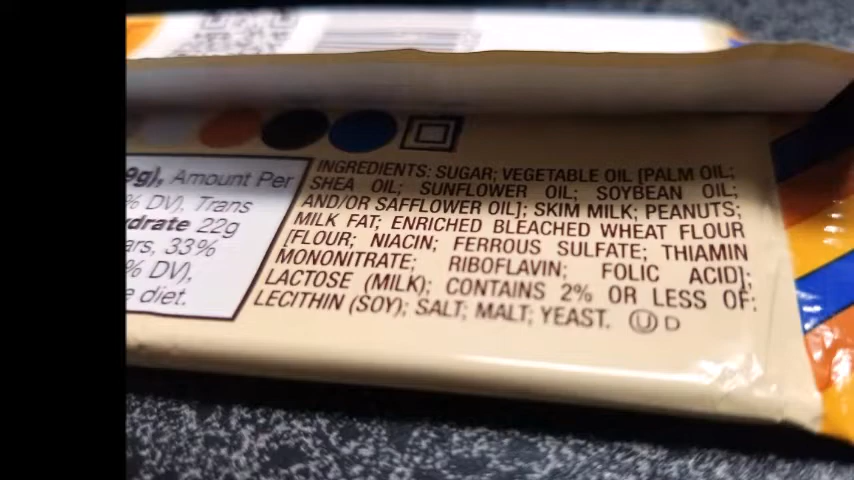 9g), Amount Per
% DV), Trans
drate 22g
ars, 33%
% DV),
e diet.
INGREDIENTS: SUGAR; VEGETABLE OIL [PALM OIL;
SHEA OIL; SUNFLOWER OIL; SOYBEAN OIL;
AND/OR SAFFLOWER OIL]; SKIM MILK; PEANUTS;
MILK FAT; ENRICHED BLEACHED WHEAT FLOUR
[FLOUR; NIACIN; FERROUS SULFATE; THIAMIN
MONONITRATE; RIBOFLAVIN; FOLIC ACID];
LACTOSE (MILK); CONTAINS 2% OR LESS OF:
LECITHIN (SOY); SALT; MALT; YEAST. Ⓤ D